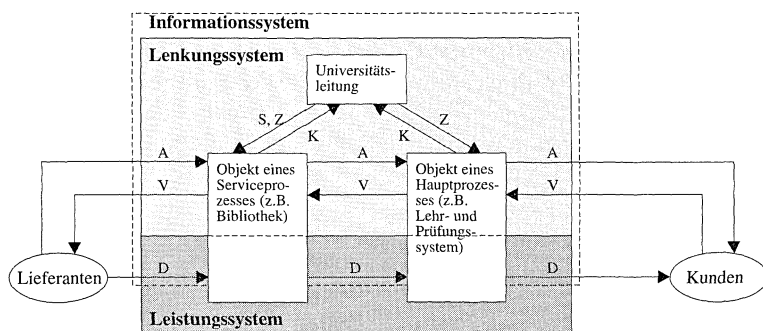 Informationssystem
Lenkungssystem
Universitäts-
leitung
S, Z
Z
K
K
A
A
A
Objekt eines
Servicepro-
zesses (z.B.
Bibliothek)
Objekt eines
Hauptprozes-
ses (z.B.
Lehr- und
Prüfungs-
system)
V
V
V
Lieferanten
D
D
D
Kunden
Leistungssystem